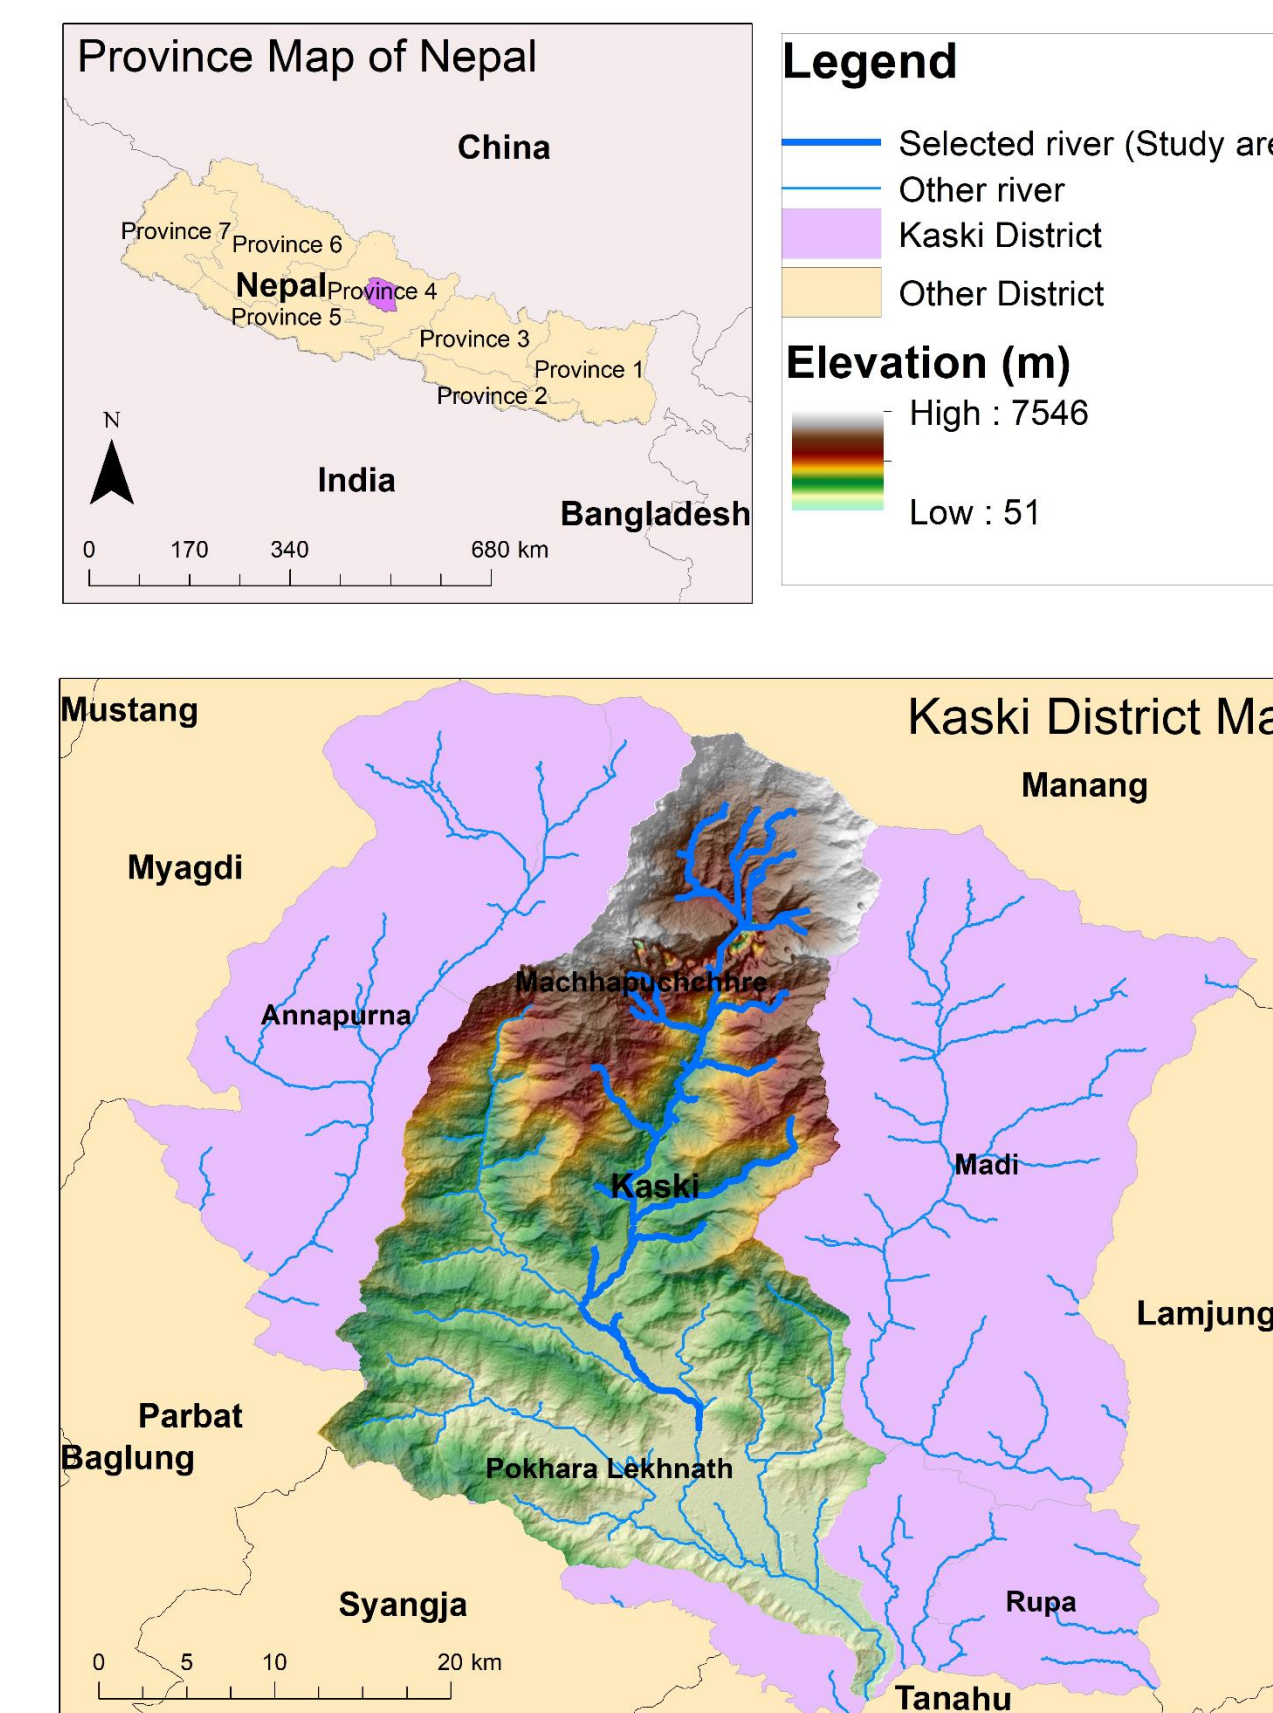 Province Map of Nepal
China
Province 7
Province 6
Nepal
Province 4
Province 5
Province 3
Province 1
Province 2
N
India
Bangladesh
0 170 340 680 km
Legend
Selected river (Study are
Other river
Kaski District
Other District
Elevation (m)
High : 7546
Low : 51
Kaski District Ma
Mustang
Manang
Myagdi
Machhapuchchhre
Annapurna
Madi
Kaski
Lamjung
Parbat
Baglung
Pokhara Lekhnath
Syangja
Rupa
0 5 10 20 km
Tanahu